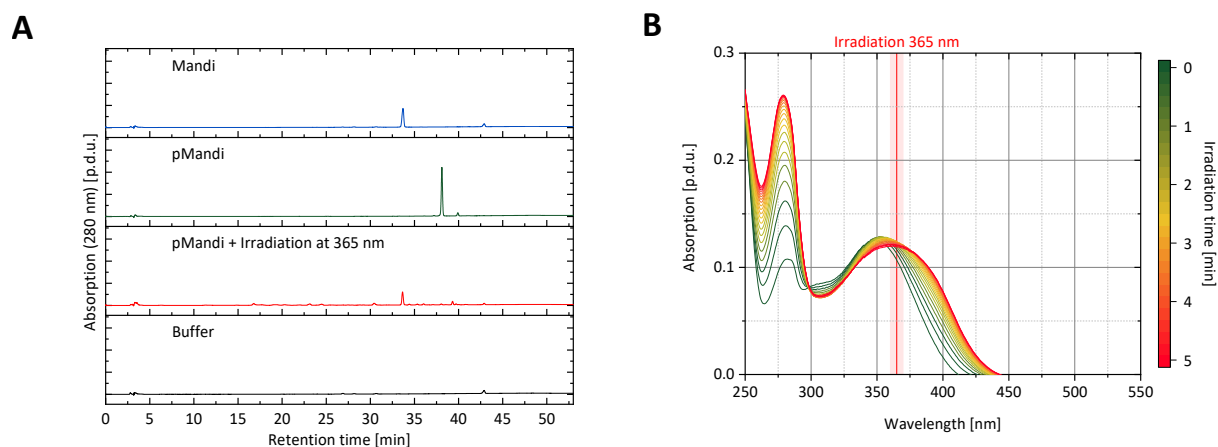 A
Mandi
pMandi
pMandi + Irradiation at 365 nm
Buffer
Absorption (280 nm) [p.d.u.]
0 5 10 15 20 25 30 35 40 45 50
Retention time [min]
B
Irradiation 365 nm
0.3
0.2
0.1
0.0
Absorption [p.d.u.]
250 300 350 400 450 500 550
Wavelength [nm]
0
1
2
3
4
5
Irradiation time [min]